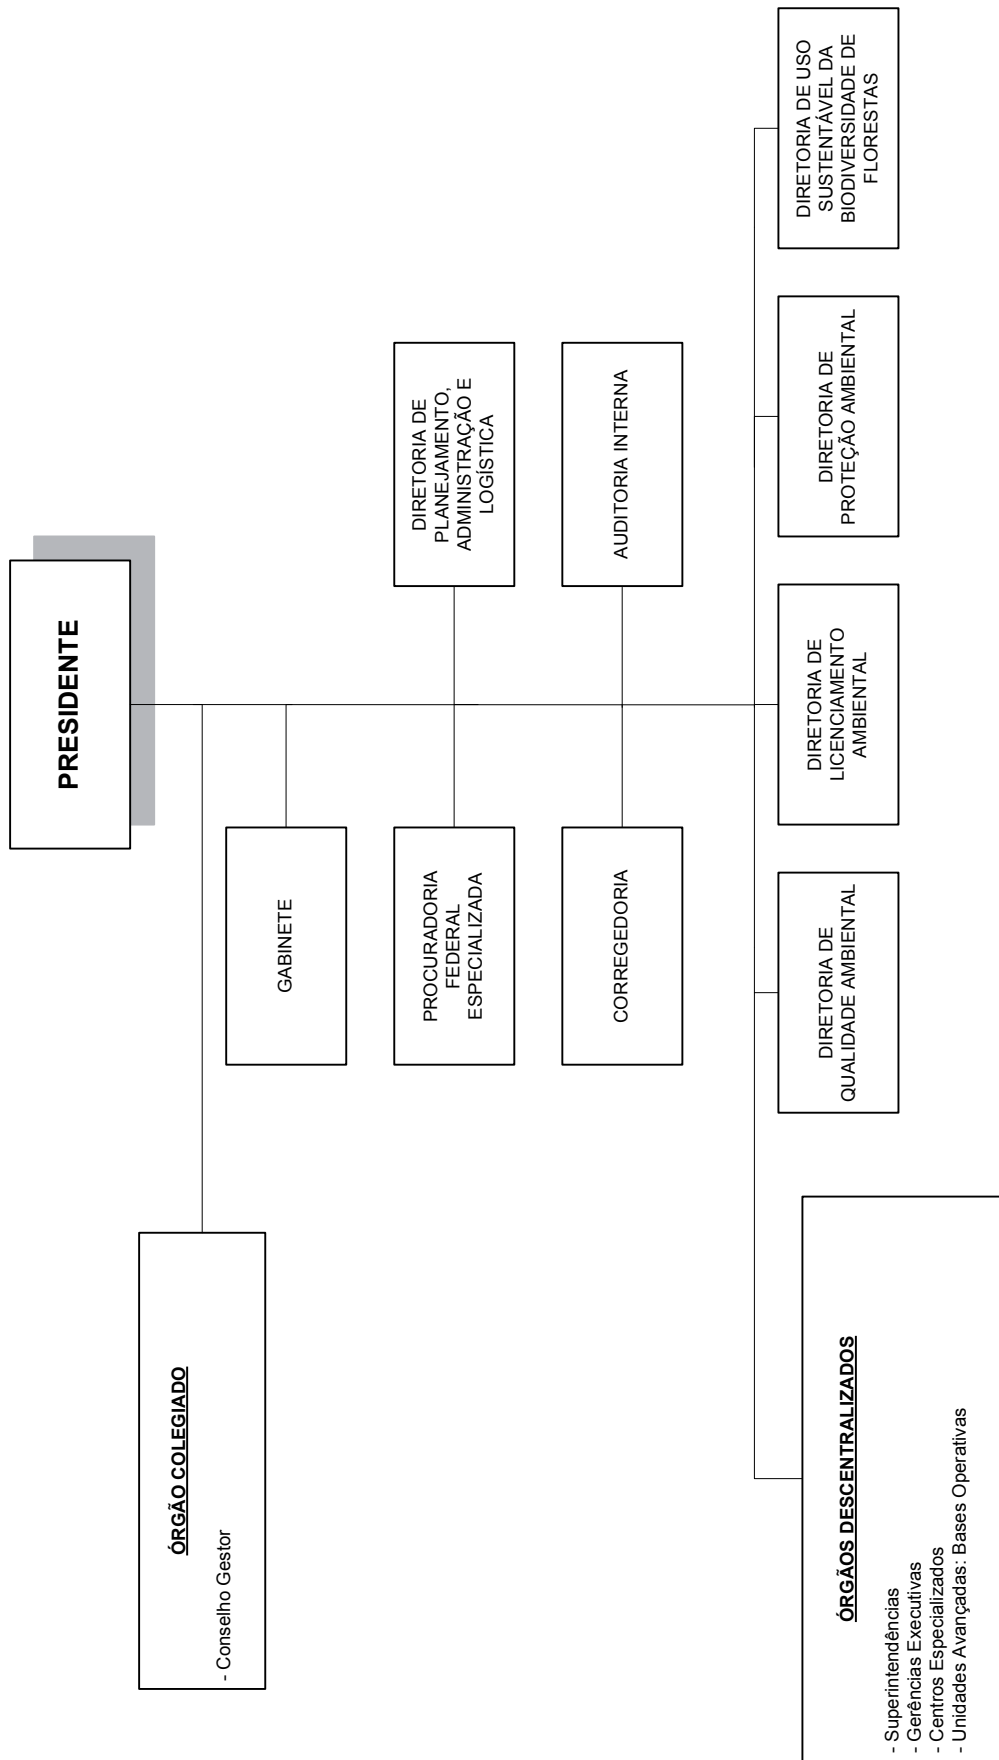 PRESIDENTE
ÓRGÃO COLEGIADO
- Conselho Gestor
GABINETE
PROCURADORIA
FEDERAL
ESPECIALIZADA
DIRETORIA DE
PLANEJAMENTO,
ADMINISTRAÇÃO E
LOGÍSTICA
CORREGEDORIA
AUDITORIA INTERNA
ÓRGÃOS DESCENTRALIZADOS
- Superintendências
- Gerências Executivas
- Centros Especializados
- Unidades Avançadas: Bases Operativas
DIRETORIA DE
QUALIDADE AMBIENTAL
DIRETORIA DE
LICENCIAMENTO
AMBIENTAL
DIRETORIA DE
PROTEÇÃO AMBIENTAL
DIRETORIA DE USO
SUSTENTÁVEL DA
BIODIVERSIDADE DE
FLORESTAS